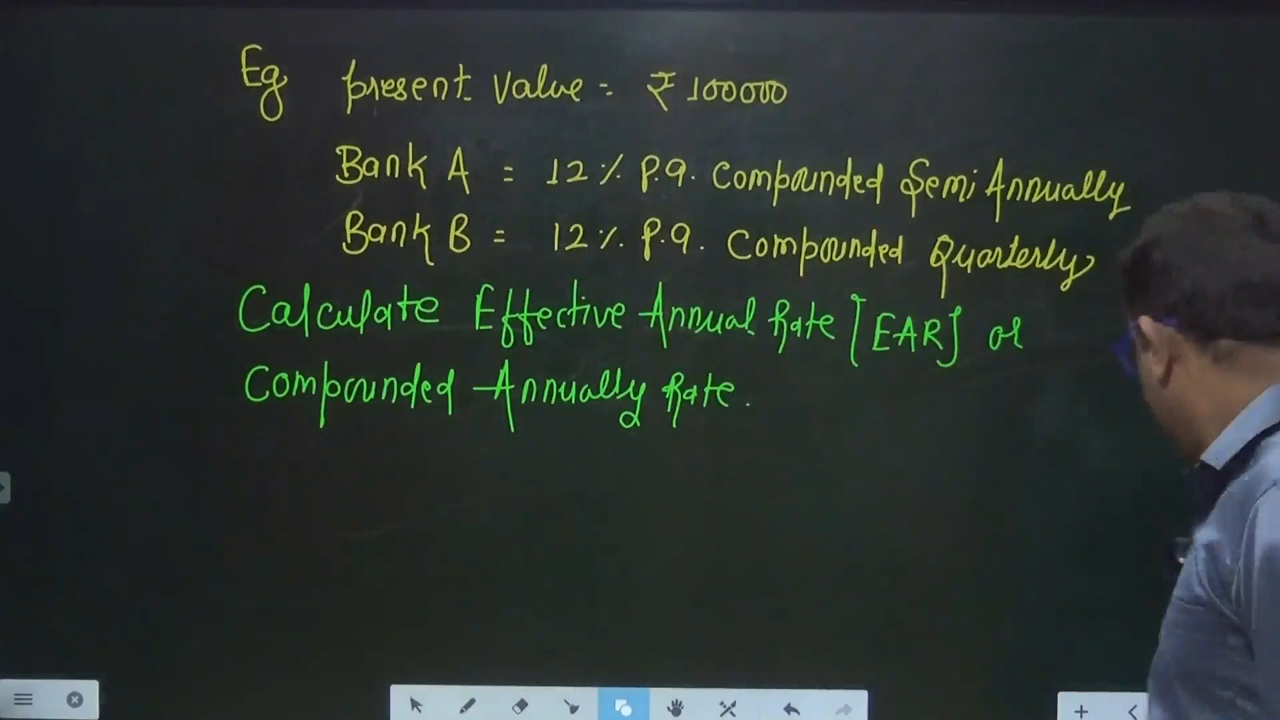 Eg present value = ₹ 100000
Bank A = 12% p.a. Compounded Semi Annually
Bank B = 12%. p.a. Compounded Quarterly
Calculate Effective Annual Rate [EAR] or
Compounded Annually Rate.